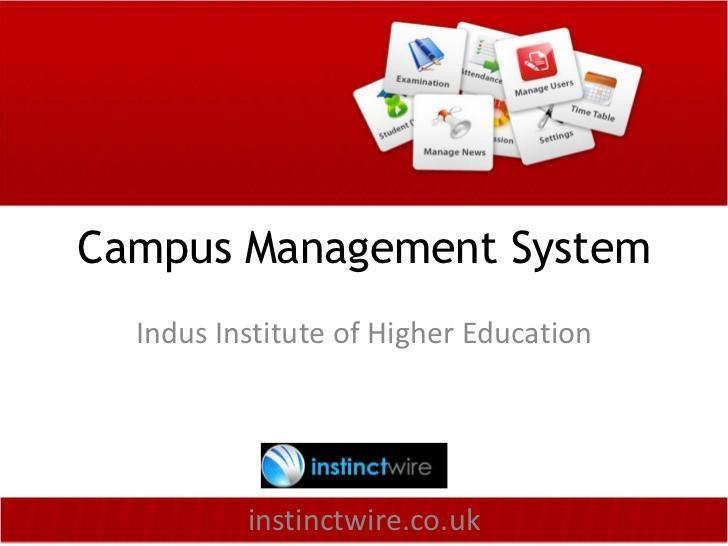 Examination
Attendance
Manage Users
Student
Time Table
Settings
Manage News
Campus Management System
Indus Institute of Higher Education
instinctwire
instinctwire.co.uk